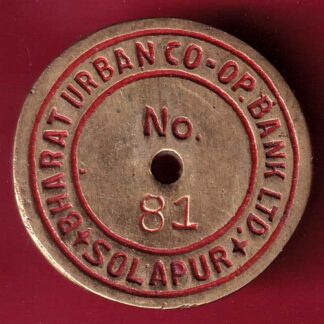 BHARAT URBAN CO-OP. BANK LTD.
★ SOLAPUR ★
No.
81